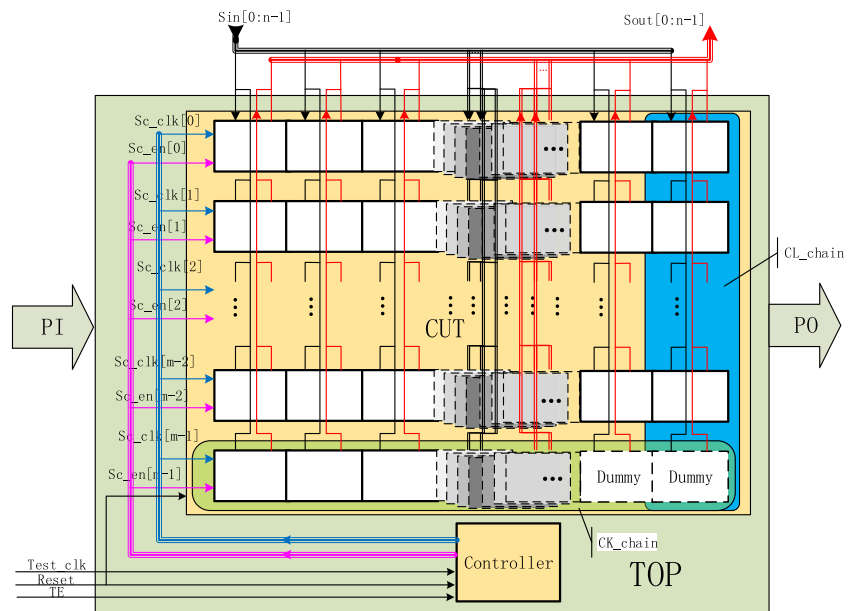 Sin[0:n-1]
Sout[0:n-1]
...
...
Sc_clk[0]
Sc_en[0]
Sc_clk[1]
Sc_en[1]
Sc_clk[2]
CL_chain
Sc_en[2]
PI
CUT
PO
Sc_clk[m-2]
Sc_en[m-2]
Sc_clk[m-1]
Sc_en[n-1]
Dummy
Dummy
CK_chain
Test_clk
Reset
TE
Controller
TOP